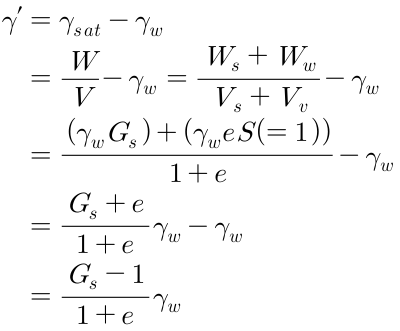 γ′ = γ_sat − γ_w
= W/V − γ_w = (W_s + W_w)/(V_s + V_v) − γ_w
= ((γ_w G_s) + (γ_w eS(= 1)))/(1 + e) − γ_w
= (G_s + e)/(1 + e) γ_w − γ_w
= (G_s − 1)/(1 + e) γ_w